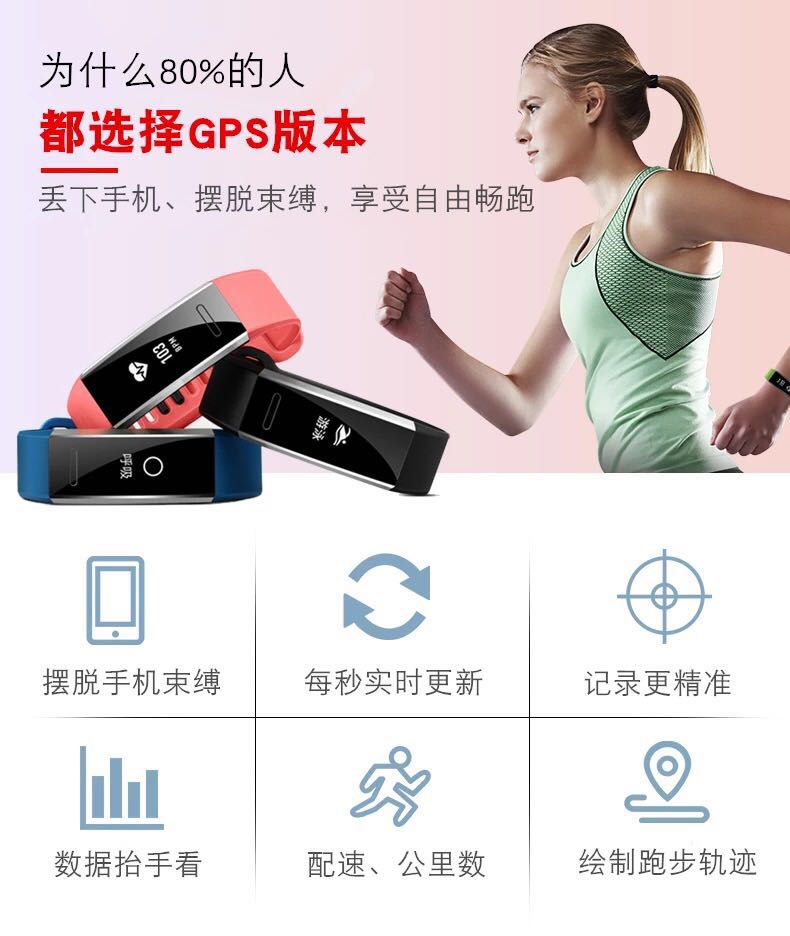 为什么80%的人
都选择GPS版本
丢下手机、摆脱束缚，享受自由畅跑
103
BPM
游泳
呼吸
摆脱手机束缚
每秒实时更新
记录更精准
数据抬手看
配速、公里数
绘制跑步轨迹